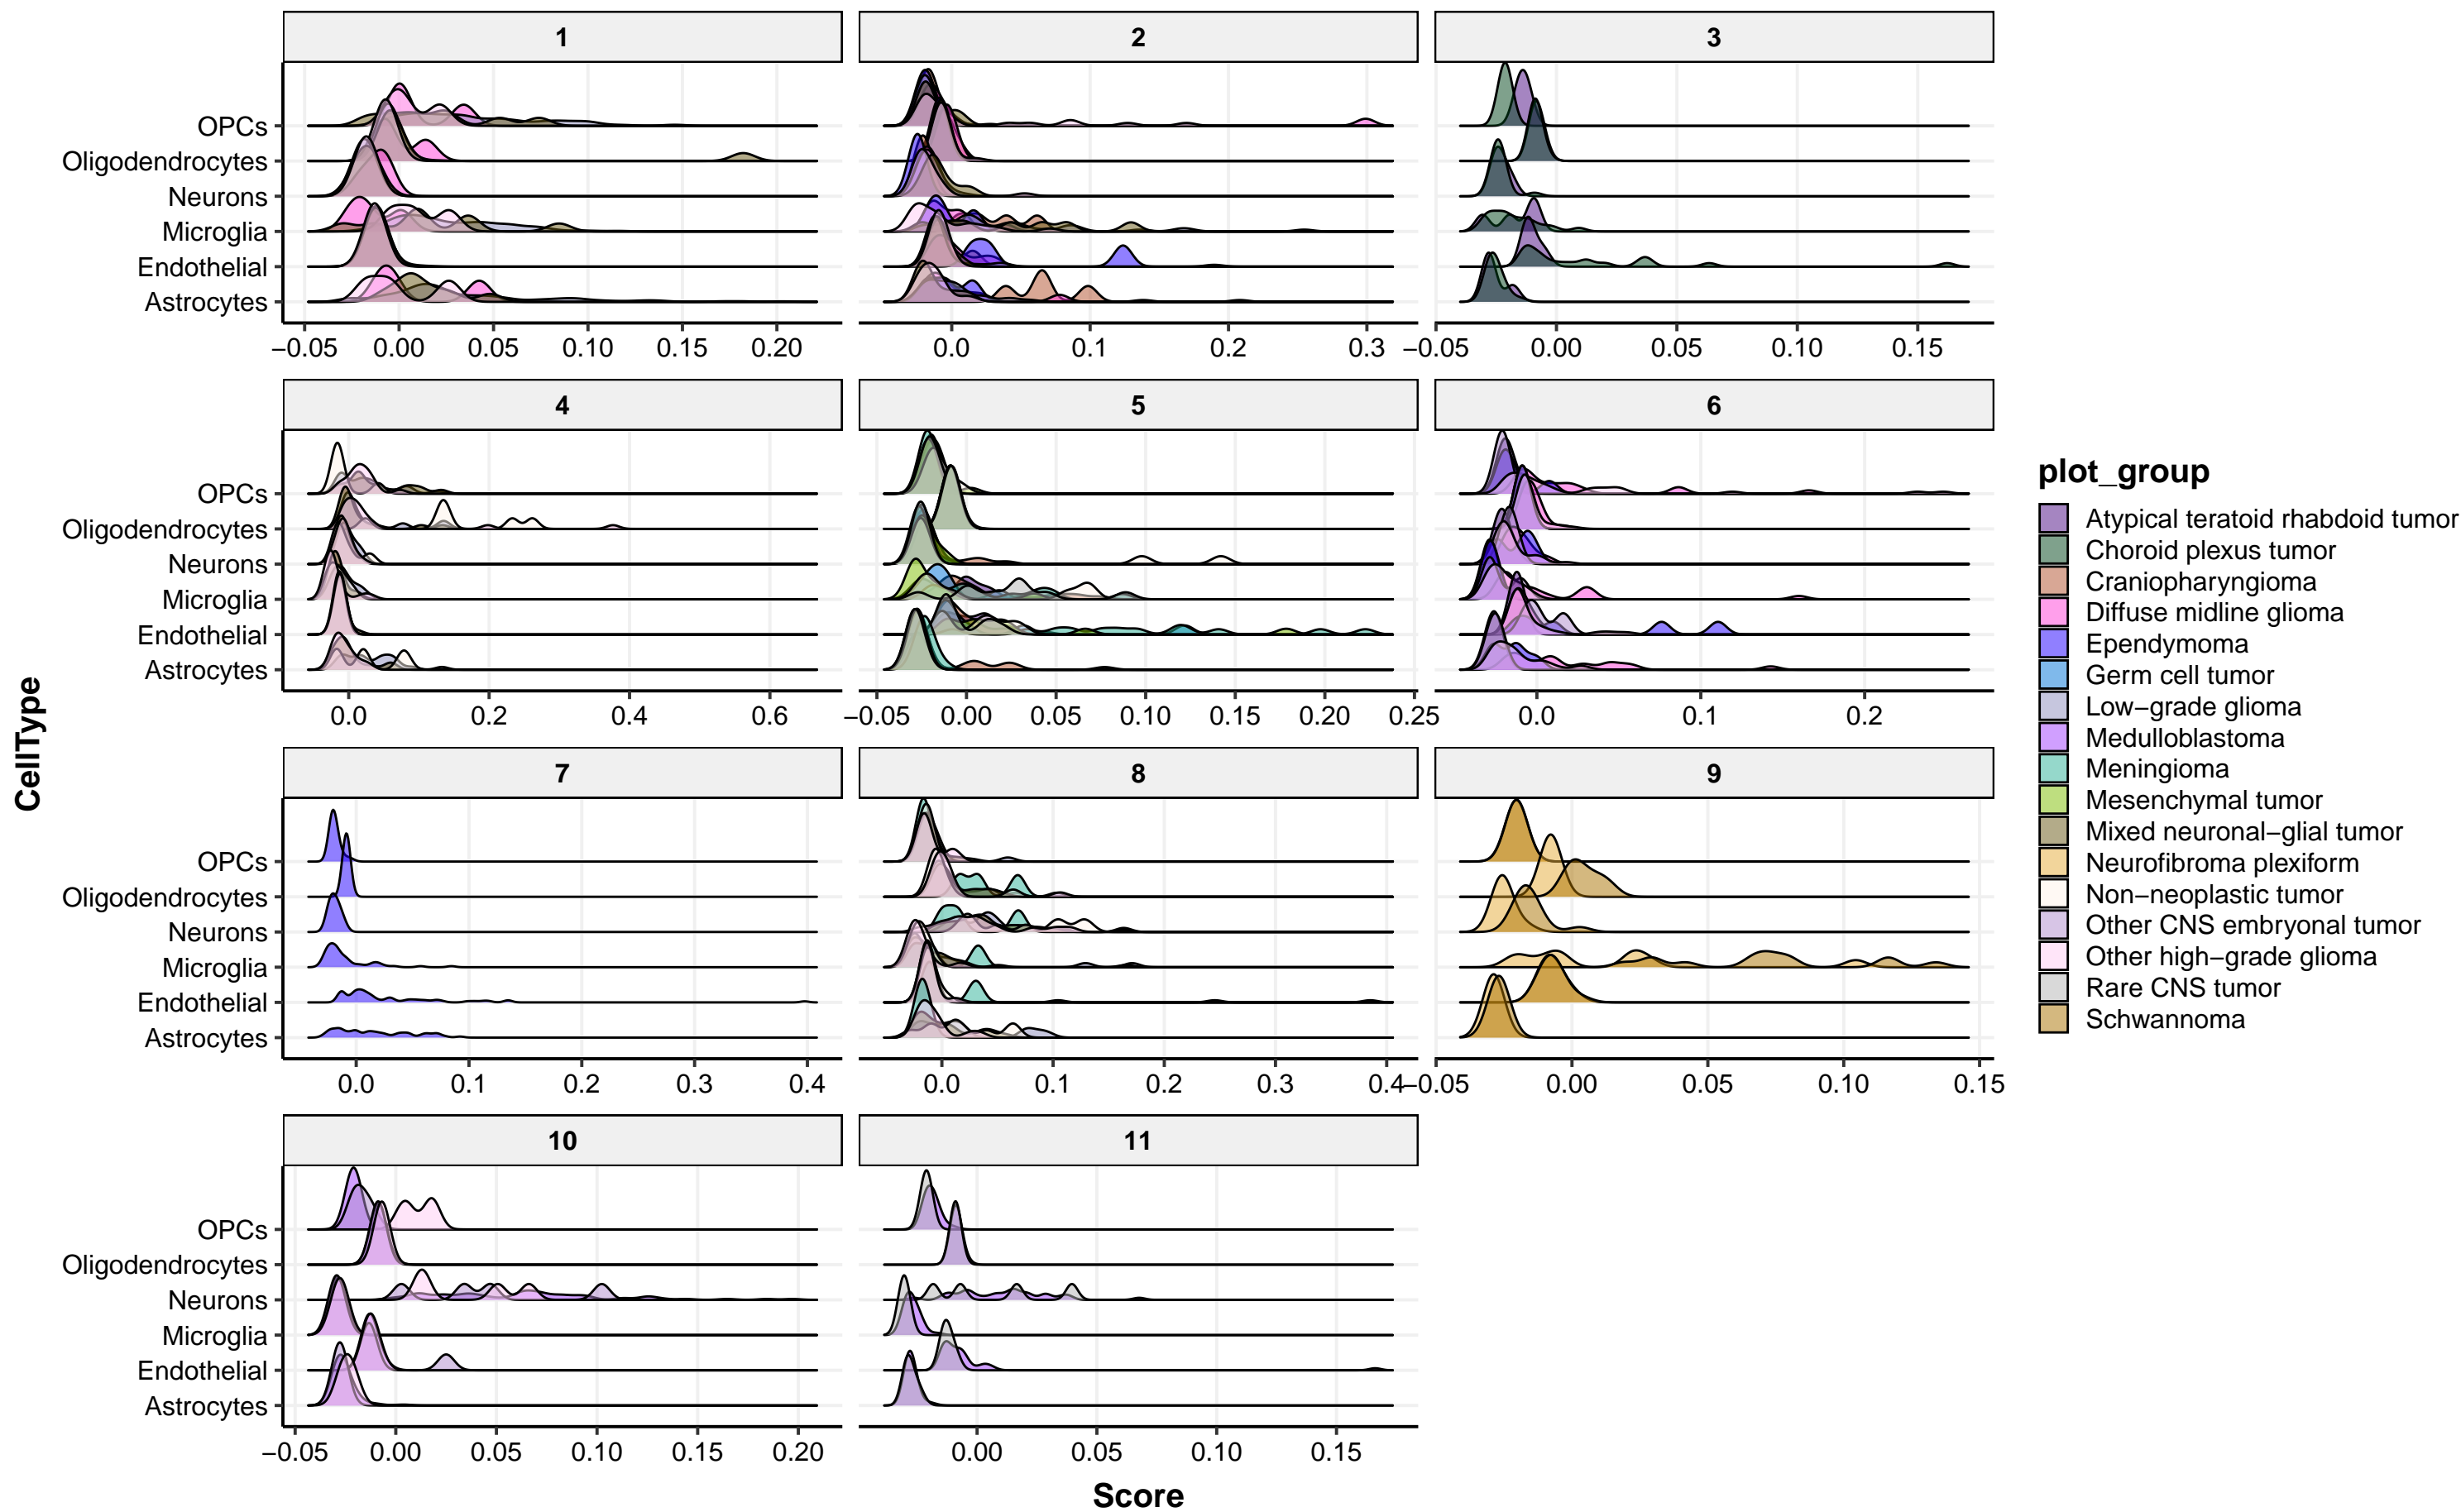 1
2
3
OPCs
Oligodendrocytes
Neurons
Microglia
Endothelial
Astrocytes
−0.05 0.00 0.05 0.10 0.15 0.20
0.0 0.1 0.2 0.3
−0.05 0.00 0.05 0.10 0.15
4
5
6
OPCs
Oligodendrocytes
Neurons
Microglia
Endothelial
Astrocytes
0.0 0.2 0.4 0.6
−0.05 0.00 0.05 0.10 0.15 0.20 0.25
0.0 0.1 0.2
7
8
9
OPCs
Oligodendrocytes
Neurons
Microglia
Endothelial
Astrocytes
0.0 0.1 0.2 0.3 0.4
0.0 0.1 0.2 0.3 0.4
−0.05 0.00 0.05 0.10 0.15
10
11
OPCs
Oligodendrocytes
Neurons
Microglia
Endothelial
Astrocytes
−0.05 0.00 0.05 0.10 0.15 0.20
0.00 0.05 0.10 0.15
CellType
Score
plot_group
Atypical teratoid rhabdoid tumor
Choroid plexus tumor
Craniopharyngioma
Diffuse midline glioma
Ependymoma
Germ cell tumor
Low−grade glioma
Medulloblastoma
Meningioma
Mesenchymal tumor
Mixed neuronal−glial tumor
Neurofibroma plexiform
Non−neoplastic tumor
Other CNS embryonal tumor
Other high−grade glioma
Rare CNS tumor
Schwannoma